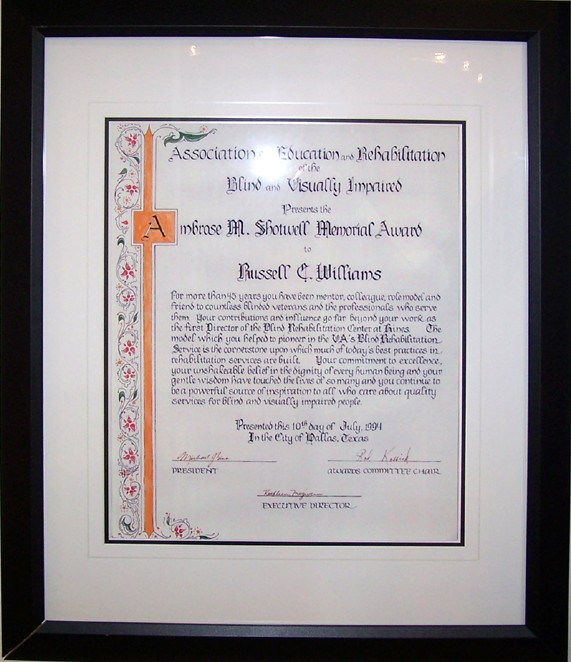 Association Education and Rehabilitation
of the
Blind and Visually Impaired
Presents the
Ambrose M. Shotwell Memorial Award
to
Russell C. Williams
For more than 45 years you have been mentor, colleague, rolemodel and
friend to countless blinded veterans and the professionals who serve
them. Your contributions and influence go far beyond your work as
the first Director of the Blind Rehabilitation Center at Hines. The
model which you helped to pioneer in the VA's Blind Rehabilitation
Service is the cornerstone upon which much of today's best practices in
rehabilitation services are built. Your commitment to excellence,
your unshakeable belief in the dignity of every human being and your
gentle wisdom have touched the lives of so many and you continue to
be a powerful source of inspiration to all who care about quality
services for blind and visually impaired people.
Presented this 10th day of July, 1994
In the City of Dallas, Texas
PRESIDENT
AWARDS COMMITTEE CHAIR
EXECUTIVE DIRECTOR